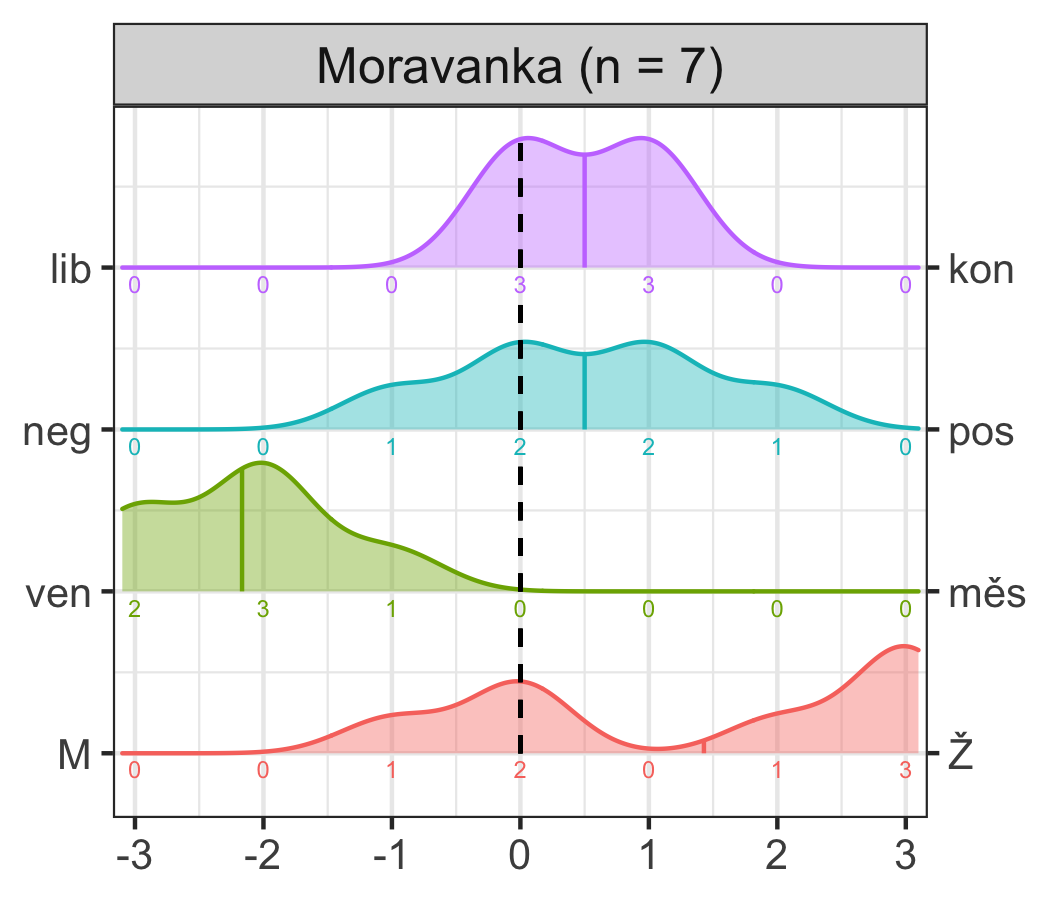 Moravanka (n = 7)
lib kon
0 0 0 3 3 0 0
neg pos
0 0 1 2 2 1 0
ven měs
2 3 1 0 0 0 0
M Ž
0 0 1 2 0 1 3
-3 -2 -1 0 1 2 3